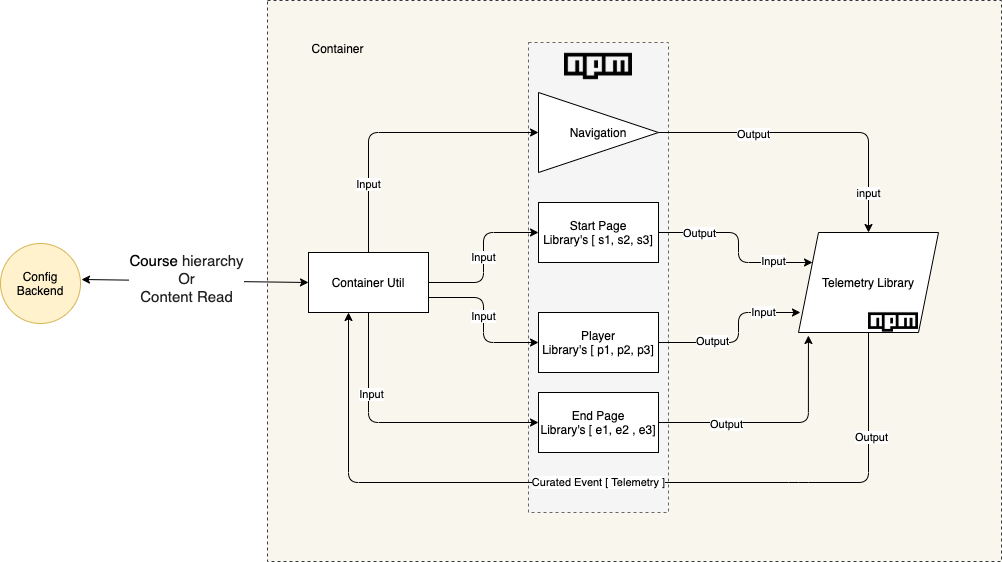 Container
npm
Navigation
Output
Input
input
Start Page
Library's [ s1, s2, s3]
Output
Input
Input
Config
Backend
Course hierarchy
Or
Content Read
Container Util
Telemetry Library
npm
Input
Player
Library's [ p1, p2, p3]
Output
Input
Input
End Page
Library's [ e1, e2 , e3]
Output
Output
Curated Event [ Telemetry ]